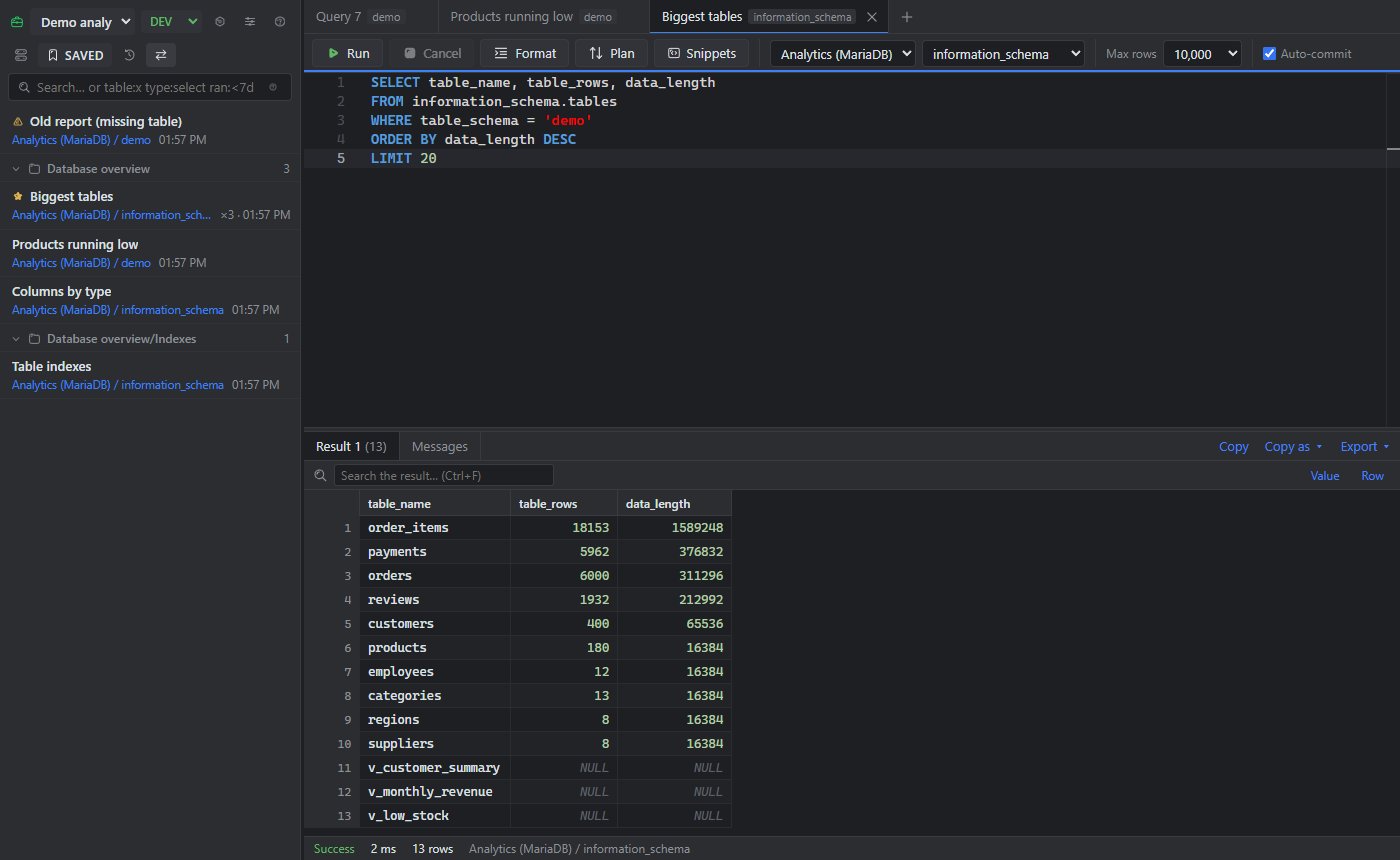 Demo analy
DEV
SAVED
Search... or table:x type:select ran:<7d
Old report (missing table)
Analytics (MariaDB) / demo 01:57 PM
Database overview 3
Biggest tables
Analytics (MariaDB) / information_sch... ×3 · 01:57 PM
Products running low
Analytics (MariaDB) / demo 01:57 PM
Columns by type
Analytics (MariaDB) / information_schema 01:57 PM
Database overview/Indexes 1
Table indexes
Analytics (MariaDB) / information_schema 01:57 PM
Query 7 demo
Products running low demo
Biggest tables information_schema
Run Cancel Format Plan Snippets Analytics (MariaDB) information_schema Max rows 10,000 Auto-commit
1 SELECT table_name, table_rows, data_length
2 FROM information_schema.tables
3 WHERE table_schema = 'demo'
4 ORDER BY data_length DESC
5 LIMIT 20
Result 1 (13) Messages Copy Copy as Export
Search the result... (Ctrl+F) Value Row
table_name table_rows data_length
1 order_items 18153 1589248
2 payments 5962 376832
3 orders 6000 311296
4 reviews 1932 212992
5 customers 400 65536
6 products 180 16384
7 employees 12 16384
8 categories 13 16384
9 regions 8 16384
10 suppliers 8 16384
11 v_customer_summary NULL NULL
12 v_monthly_revenue NULL NULL
13 v_low_stock NULL NULL
Success 2 ms 13 rows Analytics (MariaDB) / information_schema